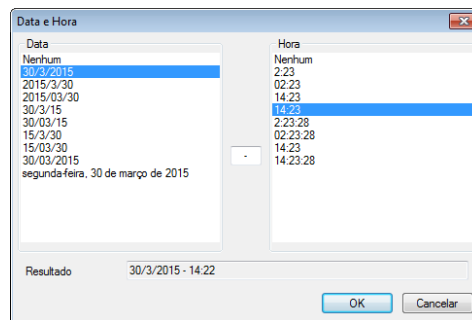 Data e Hora
Data
Nenhum
30/3/2015
2015/3/30
2015/03/30
30/3/15
30/03/15
15/3/30
15/03/30
30/03/2015
segunda-feira, 30 de março de 2015
-
Hora
Nenhum
2:23
02:23
14:23
14:23
2:23:28
02:23:28
14:23
14:23:28
Resultado
30/3/2015 - 14:22
OK
Cancelar